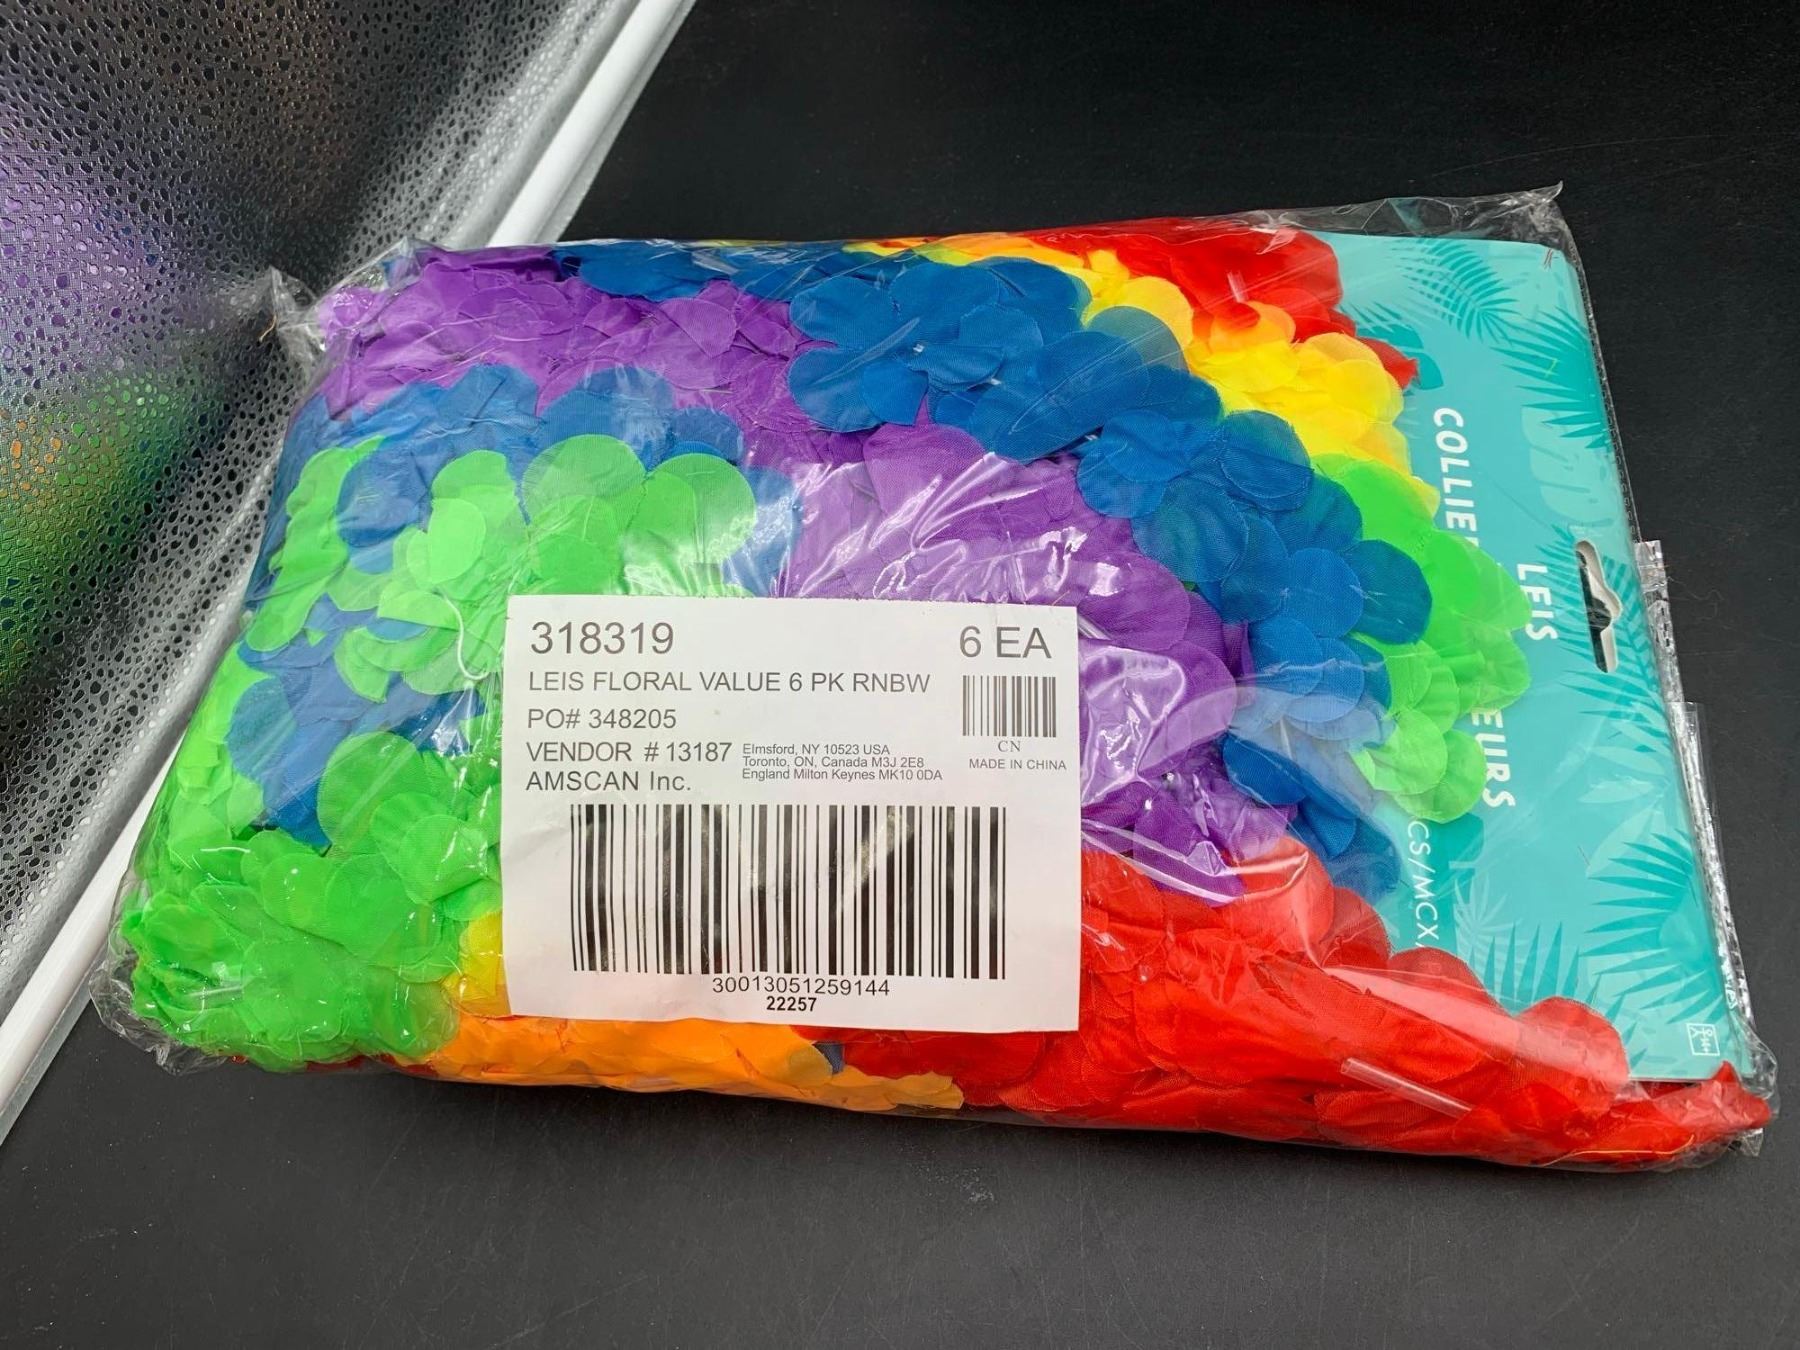 318319
6 EA
LEIS FLORAL VALUE 6 PK RNBW
PO# 348205
VENDOR # 13187
AMSCAN Inc.
Elmsford, NY 10523 USA
Toronto, ON, Canada M3J 2E8
England Milton Keynes MK10 0DA
CN
MADE IN CHINA
30013051259144
22257
LEIS